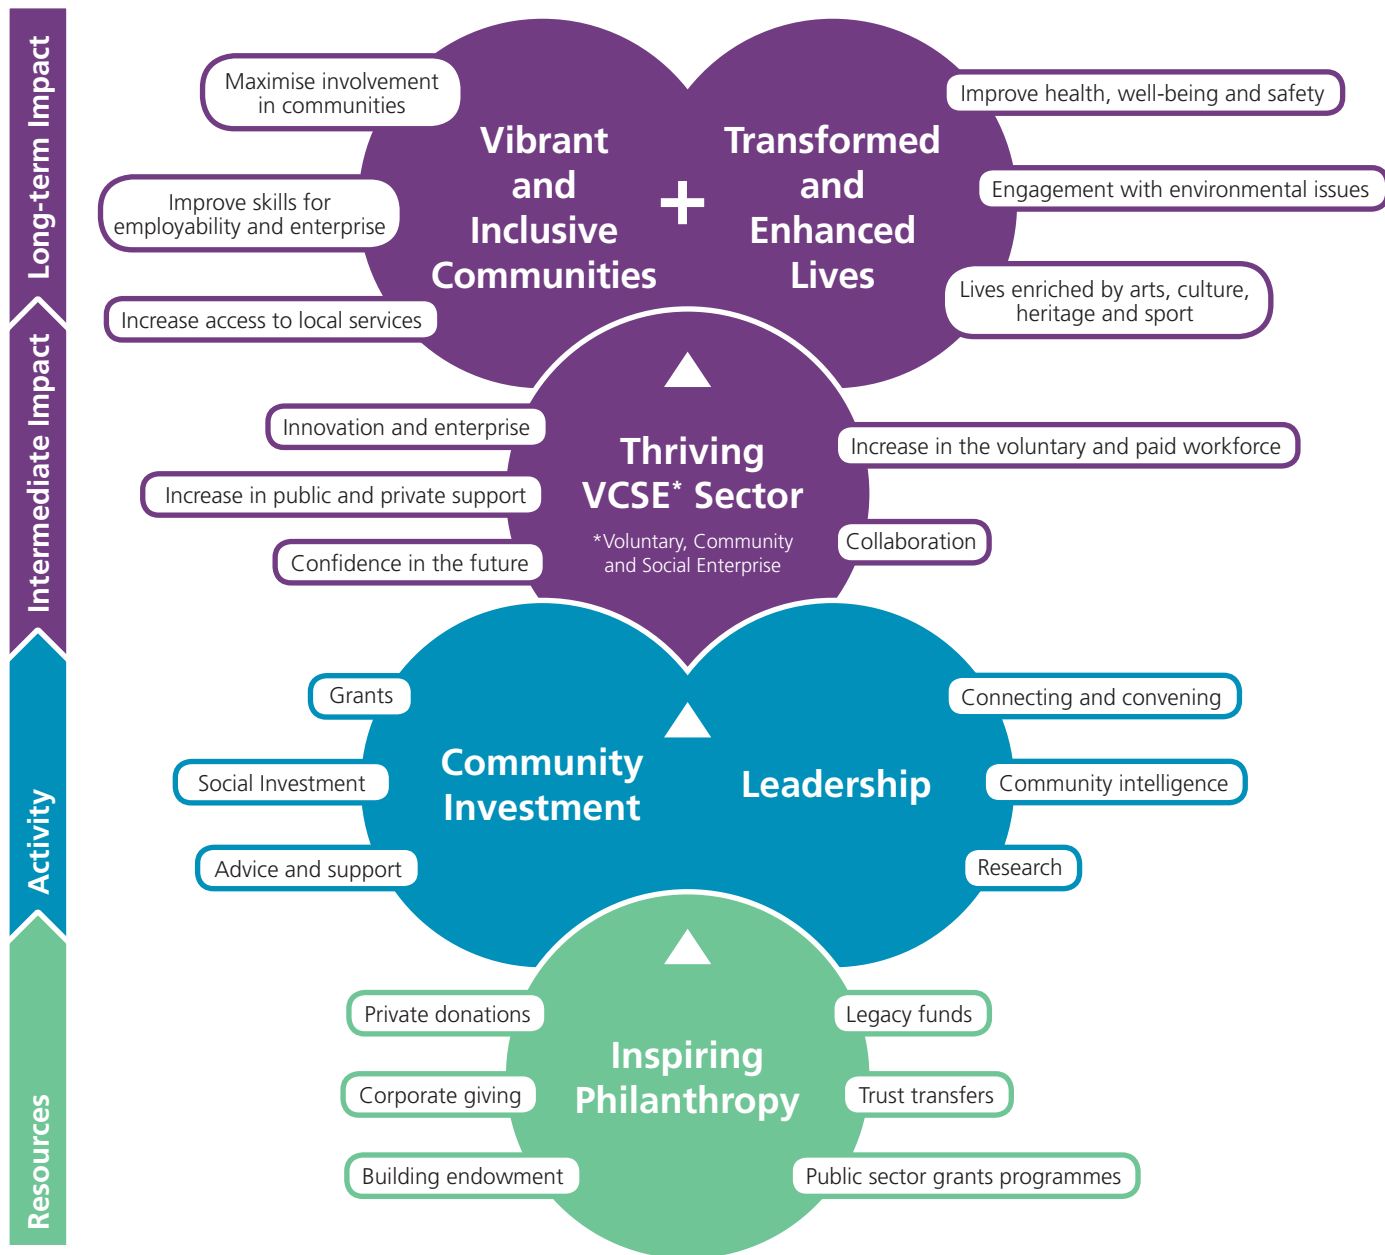 Long-term Impact
Maximise involvement
in communities
Improve skills for
employability and enterprise
Increase access to local services
Vibrant
and
Inclusive
Communities
+
Transformed
and
Enhanced
Lives
Improve health, well-being and safety
Engagement with environmental issues
Lives enriched by arts, culture,
heritage and sport
Intermediate Impact
Innovation and enterprise
Increase in public and private support
Confidence in the future
Thriving
VCSE* Sector
*Voluntary, Community
and Social Enterprise
Increase in the voluntary and paid workforce
Collaboration
Activity
Grants
Social Investment
Advice and support
Community
Investment
Leadership
Connecting and convening
Community intelligence
Research
Resources
Private donations
Corporate giving
Building endowment
Inspiring
Philanthropy
Legacy funds
Trust transfers
Public sector grants programmes